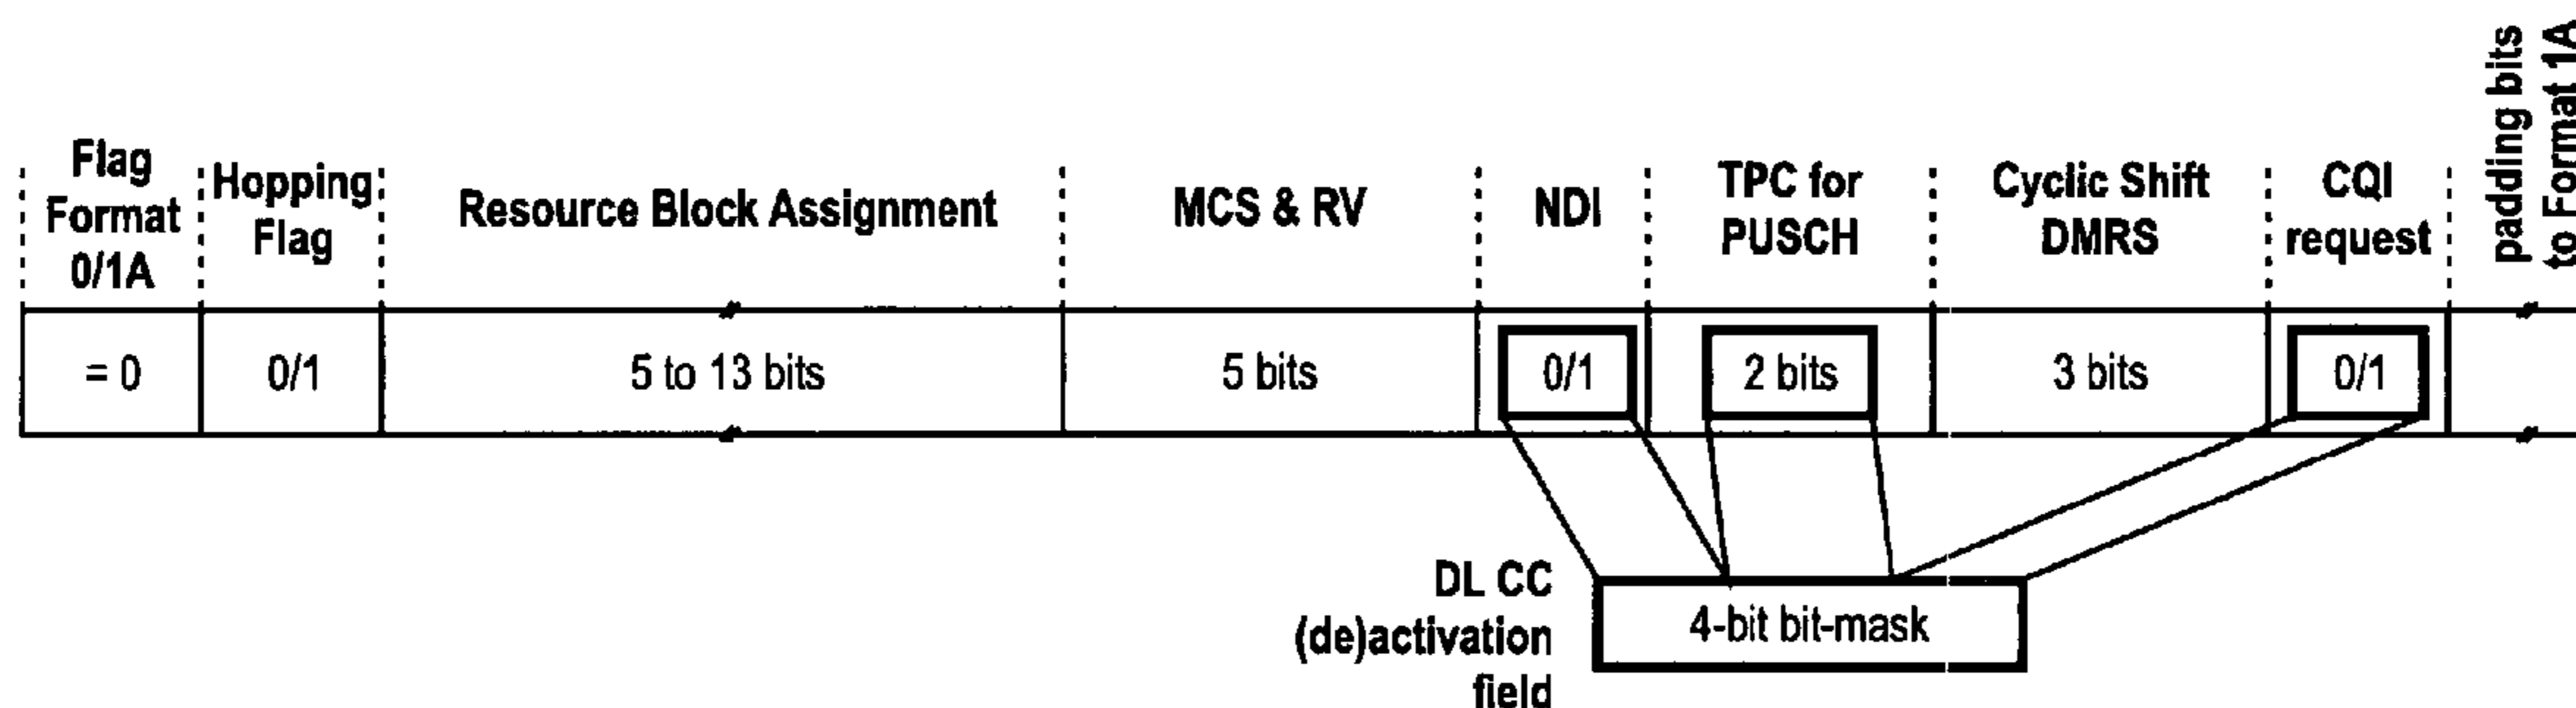 Flag
Format
0/1A
Hopping
Flag
Resource Block Assignment
MCS & RV
NDI
TPC for
PUSCH
Cyclic Shift
DMRS
CQI
request
padding bits
to Format 1A
= 0
0/1
5 to 13 bits
5 bits
0/1
2 bits
3 bits
0/1
DL CC
(de)activation
field
4-bit bit-mask